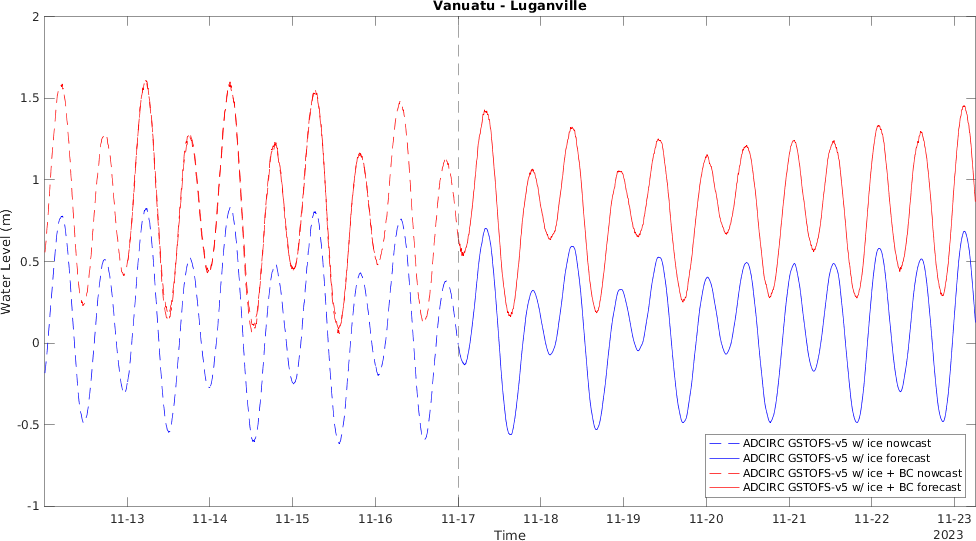 Vanuatu - Luganville
Water Level (m)
2
1.5
1
0.5
0
-0.5
-1
11-13
11-14
11-15
11-16
11-17
11-18
11-19
11-20
11-21
11-22
11-23
2023
Time
ADCIRC GSTOFS-v5 w/ ice nowcast
ADCIRC GSTOFS-v5 w/ ice forecast
ADCIRC GSTOFS-v5 w/ ice + BC nowcast
ADCIRC GSTOFS-v5 w/ ice + BC forecast